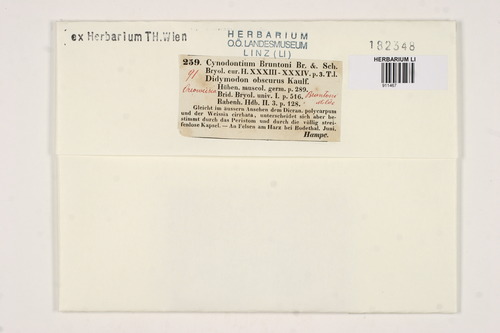 ex Herbarium TH.Wien
HERBARIUM
O.Ö. LANDESMUSEUM
LINZ (LI)
182348
HERBARIUM LI
911467
259. Cynodontium Bruntoni Br. &. Sch.
Bryol. eur. H. XXXIII - XXXIV. p. 3. T. I.
Didymodon obscurus Kaulf.
Hüben. muscol. germ. p. 289.
Brid. Bryol. univ. I. p. 516.
Rabenh. Hdb. II. 3. p. 128.
Gleicht im äussern Ansehen dem Dicran. polycarpum
und der Weissia cirrhata, unterscheidet sich aber be-
stimmt durch das Peristom und durch die völlig strei-
fenlose Kapsel. — An Felsen am Harz bei Rodethal. Juni.
Hampe.